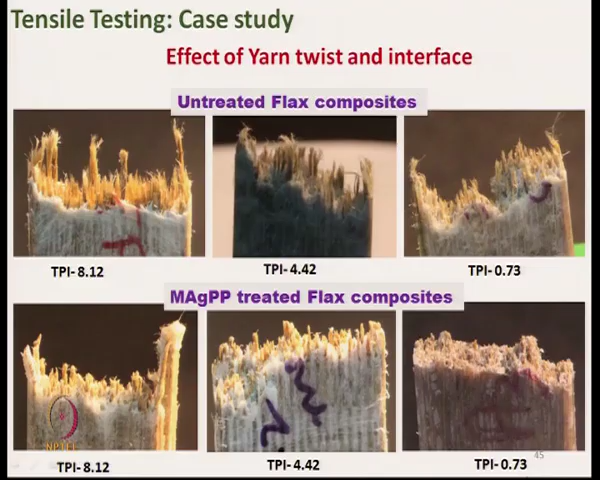 Tensile Testing: Case study
Effect of Yarn twist and interface
Untreated Flax composites
TPI- 8.12
TPI- 4.42
TPI- 0.73
MAgPP treated Flax composites
NPTEL
TPI- 8.12
TPI- 4.42
TPI- 0.73
45